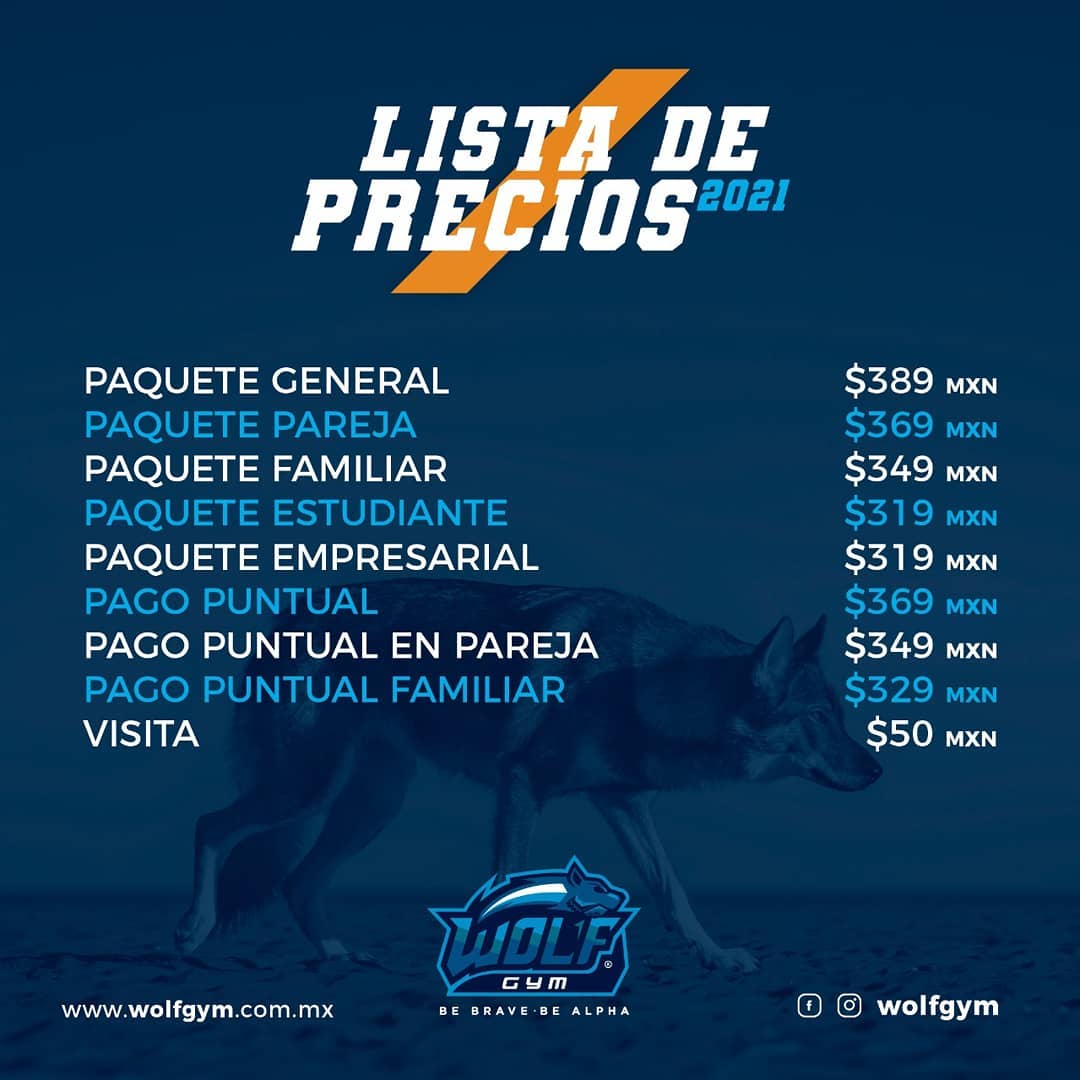 LISTA DE
PRECIOS 2021
PAQUETE GENERAL $389 MXN
PAQUETE PAREJA $369 MXN
PAQUETE FAMILIAR $349 MXN
PAQUETE ESTUDIANTE $319 MXN
PAQUETE EMPRESARIAL $319 MXN
PAGO PUNTUAL $369 MXN
PAGO PUNTUAL EN PAREJA $349 MXN
PAGO PUNTUAL FAMILIAR $329 MXN
VISITA $50 MXN
WOLF ®
GYM
BE BRAVE·BE ALPHA
www.wolfgym.com.mx
wolfgym